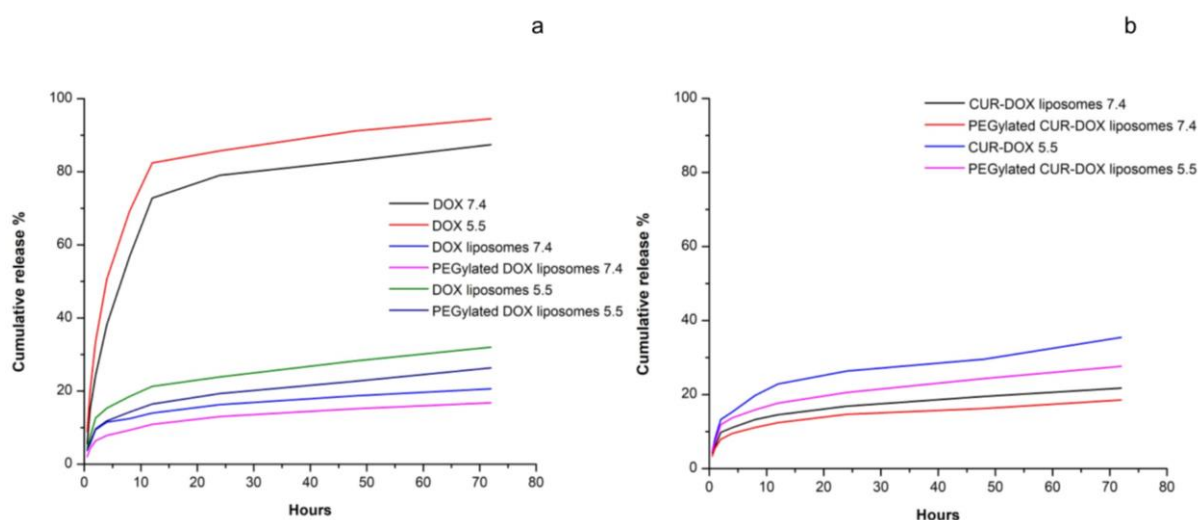 a
100
80
60
40
20
0
Cumulative release %
DOX 7.4
DOX 5.5
DOX liposomes 7.4
PEGylated DOX liposomes 7.4
DOX liposomes 5.5
PEGylated DOX liposomes 5.5
0 10 20 30 40 50 60 70 80
Hours
b
100
80
60
40
20
0
Cumulative release %
CUR-DOX liposomes 7.4
PEGylated CUR-DOX liposomes 7.4
CUR-DOX 5.5
PEGylated CUR-DOX liposomes 5.5
0 10 20 30 40 50 60 70 80
Hours